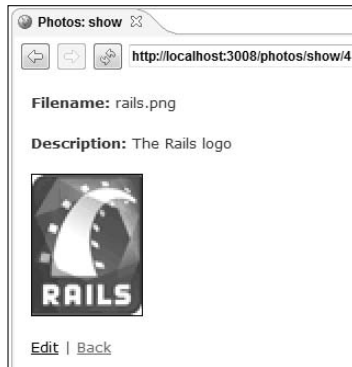 Photos: show
http://localhost:3008/photos/show/4
Filename: rails.png
Description: The Rails logo
RAILS
Edit | Back